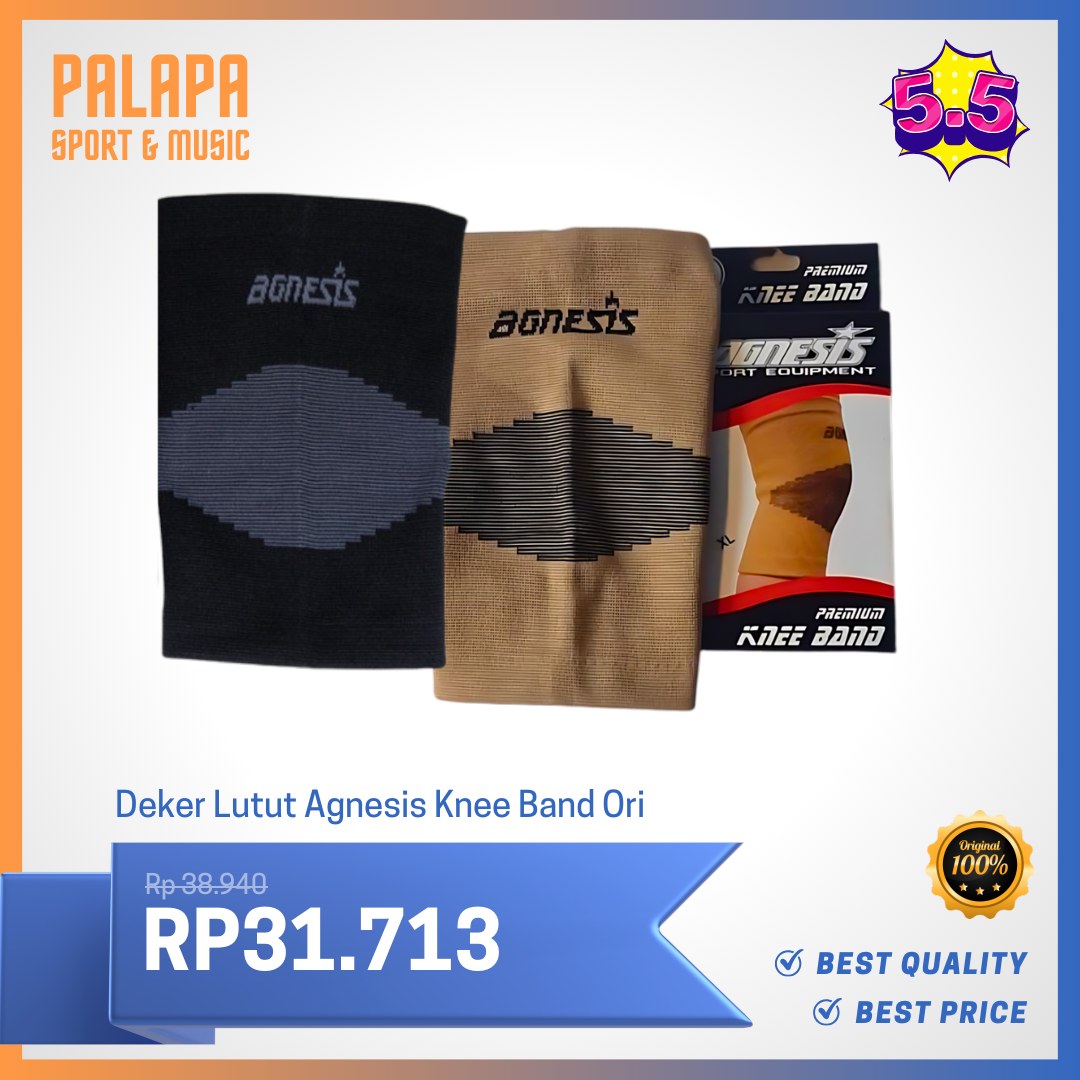 PALAPA
SPORT & MUSIC
5.5
AGNESIS
AGNESIS
PREMIUM
KNEE BAND
AGNESIS
EQUIPMENT
XL
PREMIUM
KNEE BAND
Deker Lutut Agnesis Knee Band Ori
Rp 38.940
RP31.713
Original
100%
BEST QUALITY
BEST PRICE